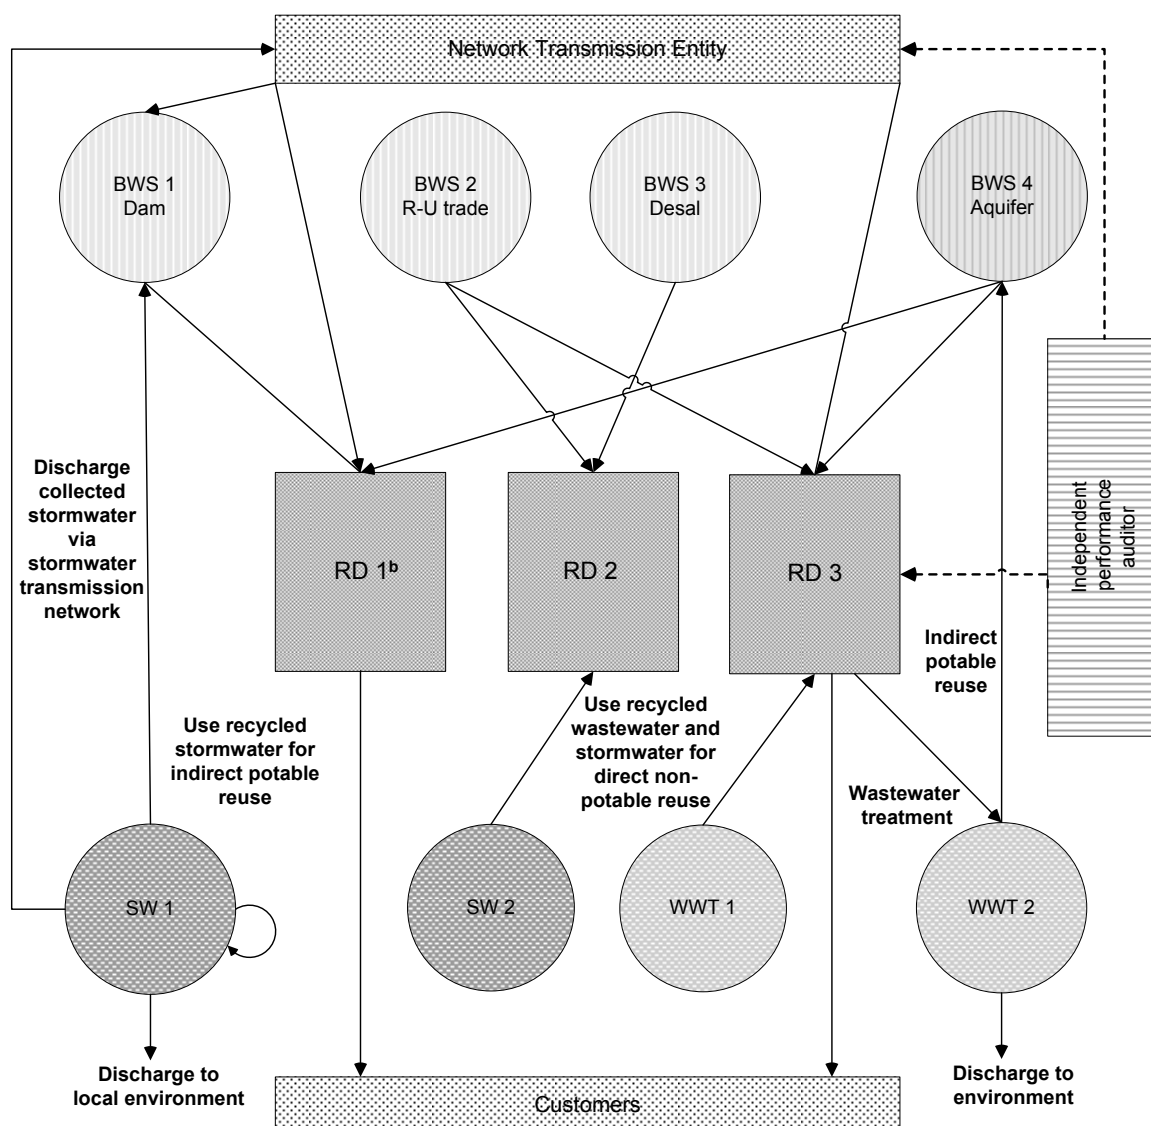 Network Transmission Entity
BWS 1
Dam
BWS 2
R-U trade
BWS 3
Desal
BWS 4
Aquifer
Discharge
collected
stormwater
via
stormwater
transmission
network
RD 1ᵇ
RD 2
RD 3
Independent
performance
auditor
Indirect
potable
reuse
Use recycled
stormwater for
indirect potable
reuse
Use recycled
wastewater and
stormwater for
direct non-
potable reuse
Wastewater
treatment
SW 1
SW 2
WWT 1
WWT 2
Discharge to
local environment
Discharge to
environment
Customers